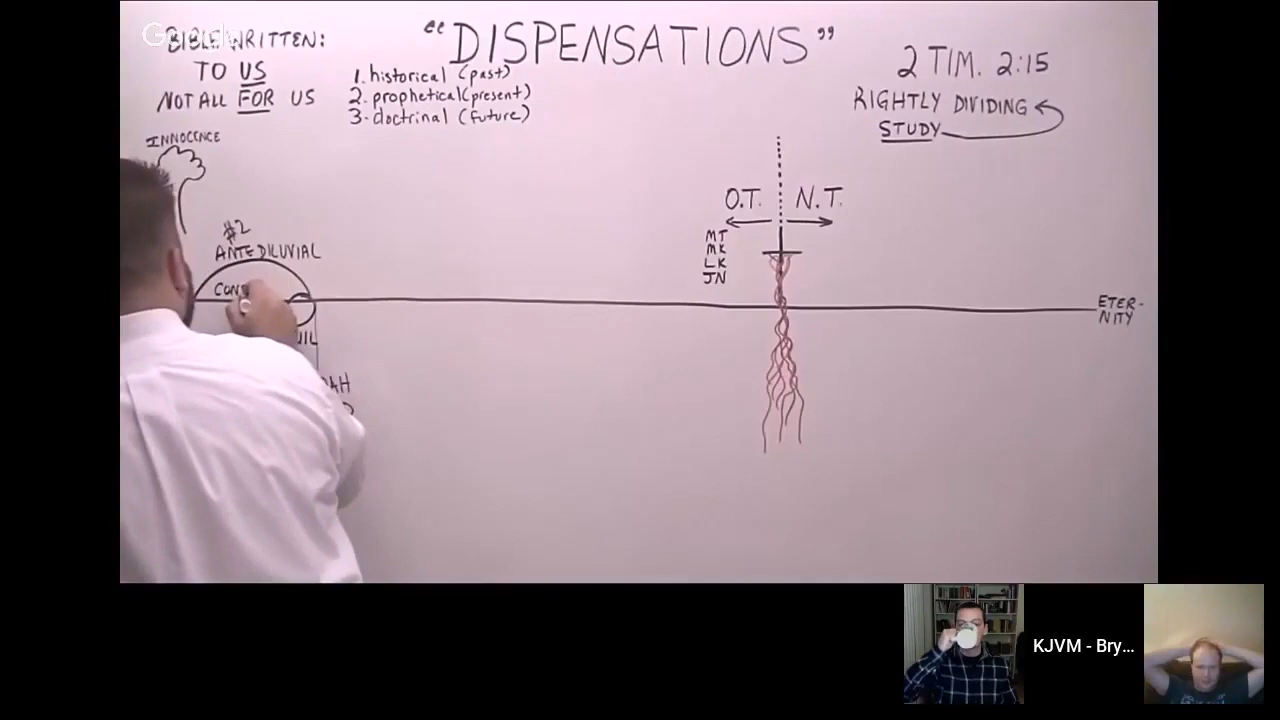 BIBLE WRITTEN:
TO US
NOT ALL FOR US
"DISPENSATIONS"
1. historical (past)
2. prophetical (present)
3. doctrinal (future)
2 TIM. 2:15
RIGHTLY DIVIDING
STUDY
INNOCENCE
#2
ANTEDILUVIAL
O.T.
N.T.
MT
MK
LK
JN
ETER-
NITY
KJVM - Bry...